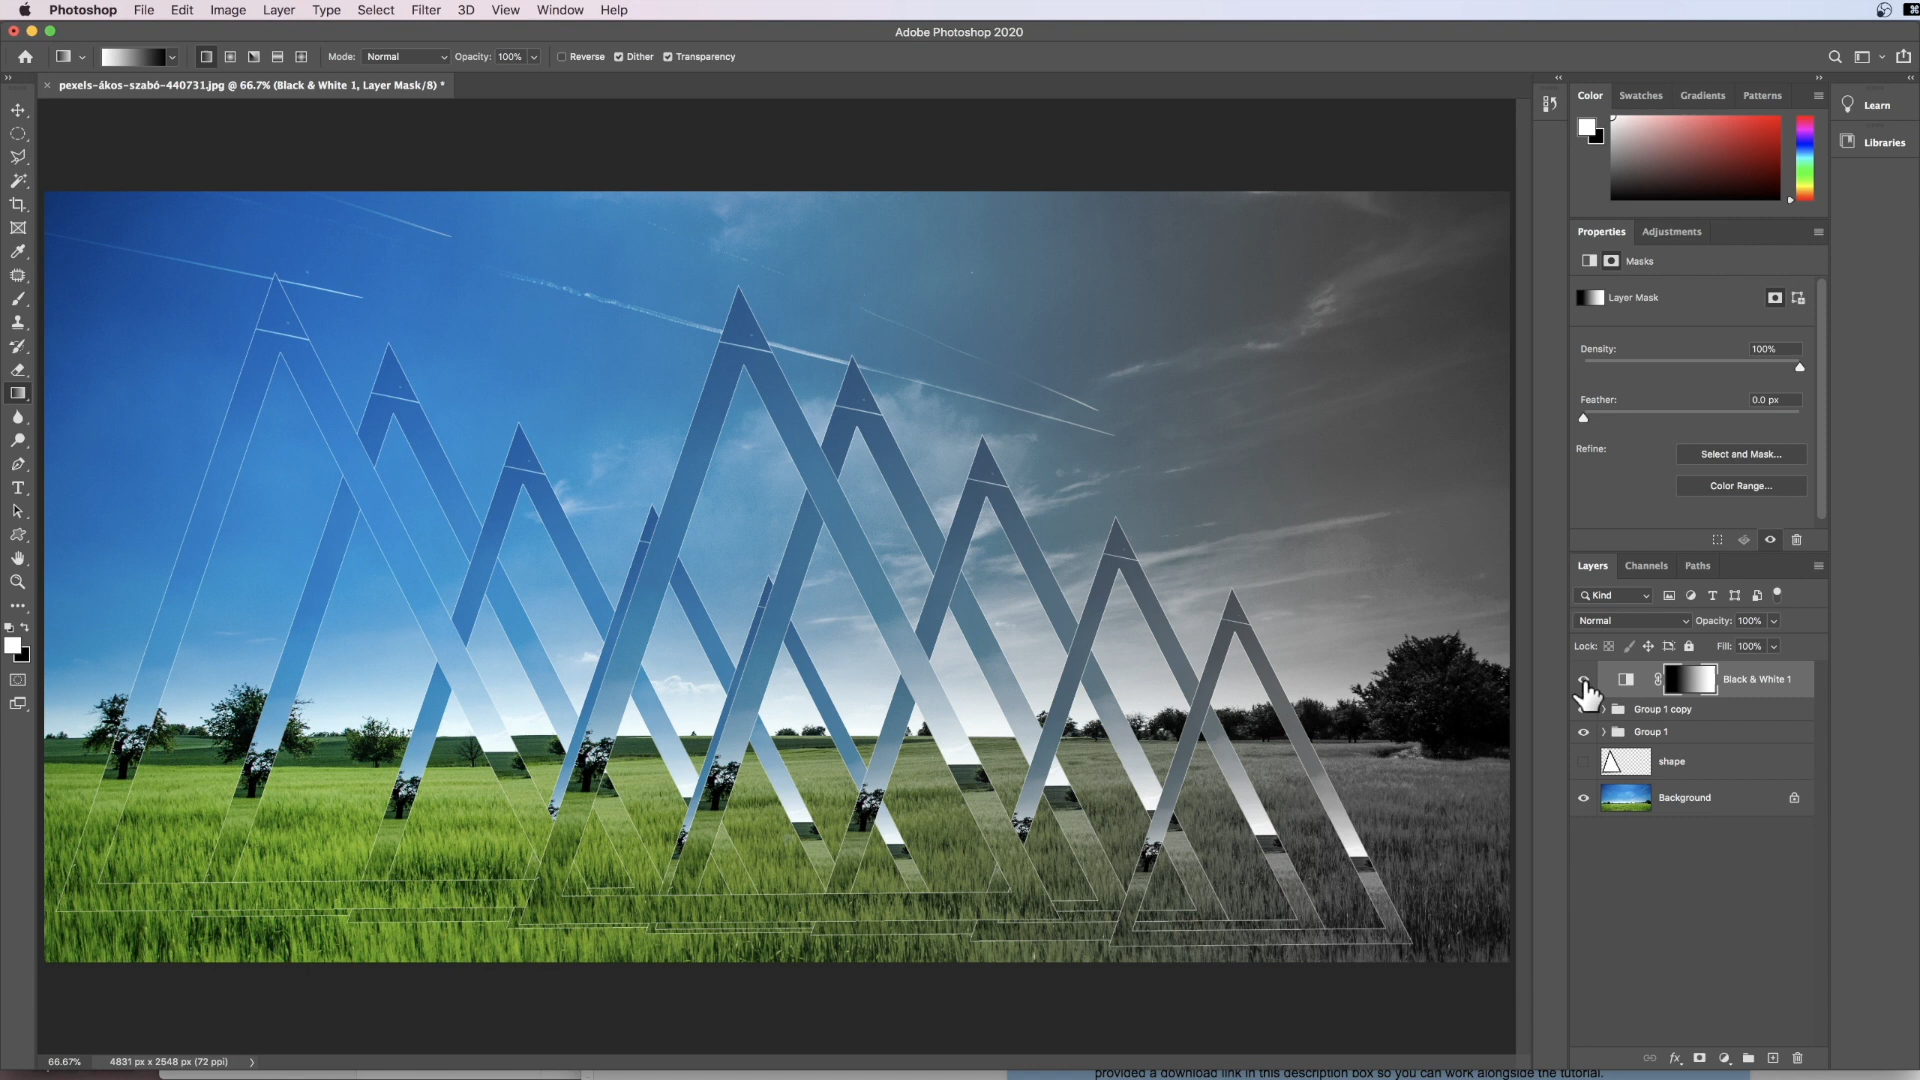 Photoshop File Edit Image Layer Type Select Filter 3D View Window Help
Adobe Photoshop 2020
Mode: Normal Opacity: 100% Reverse Dither Transparency
pexels-ákos-szabó-440731.jpg @ 66.7% (Black & White 1, Layer Mask/8) *
Color Swatches Gradients Patterns
Learn
Libraries
Properties Adjustments
Masks
Layer Mask
Density: 100%
Feather: 0.0 px
Refine: Select and Mask...
Color Range...
Layers Channels Paths
Kind
Normal Opacity: 100%
Lock: Fill: 100%
Black & White 1
Group 1 copy
Group 1
shape
Background
66.67% 4831 px x 2548 px (72 ppi)
fx
provided a download link in this description box so you can work alongside the tutorial.